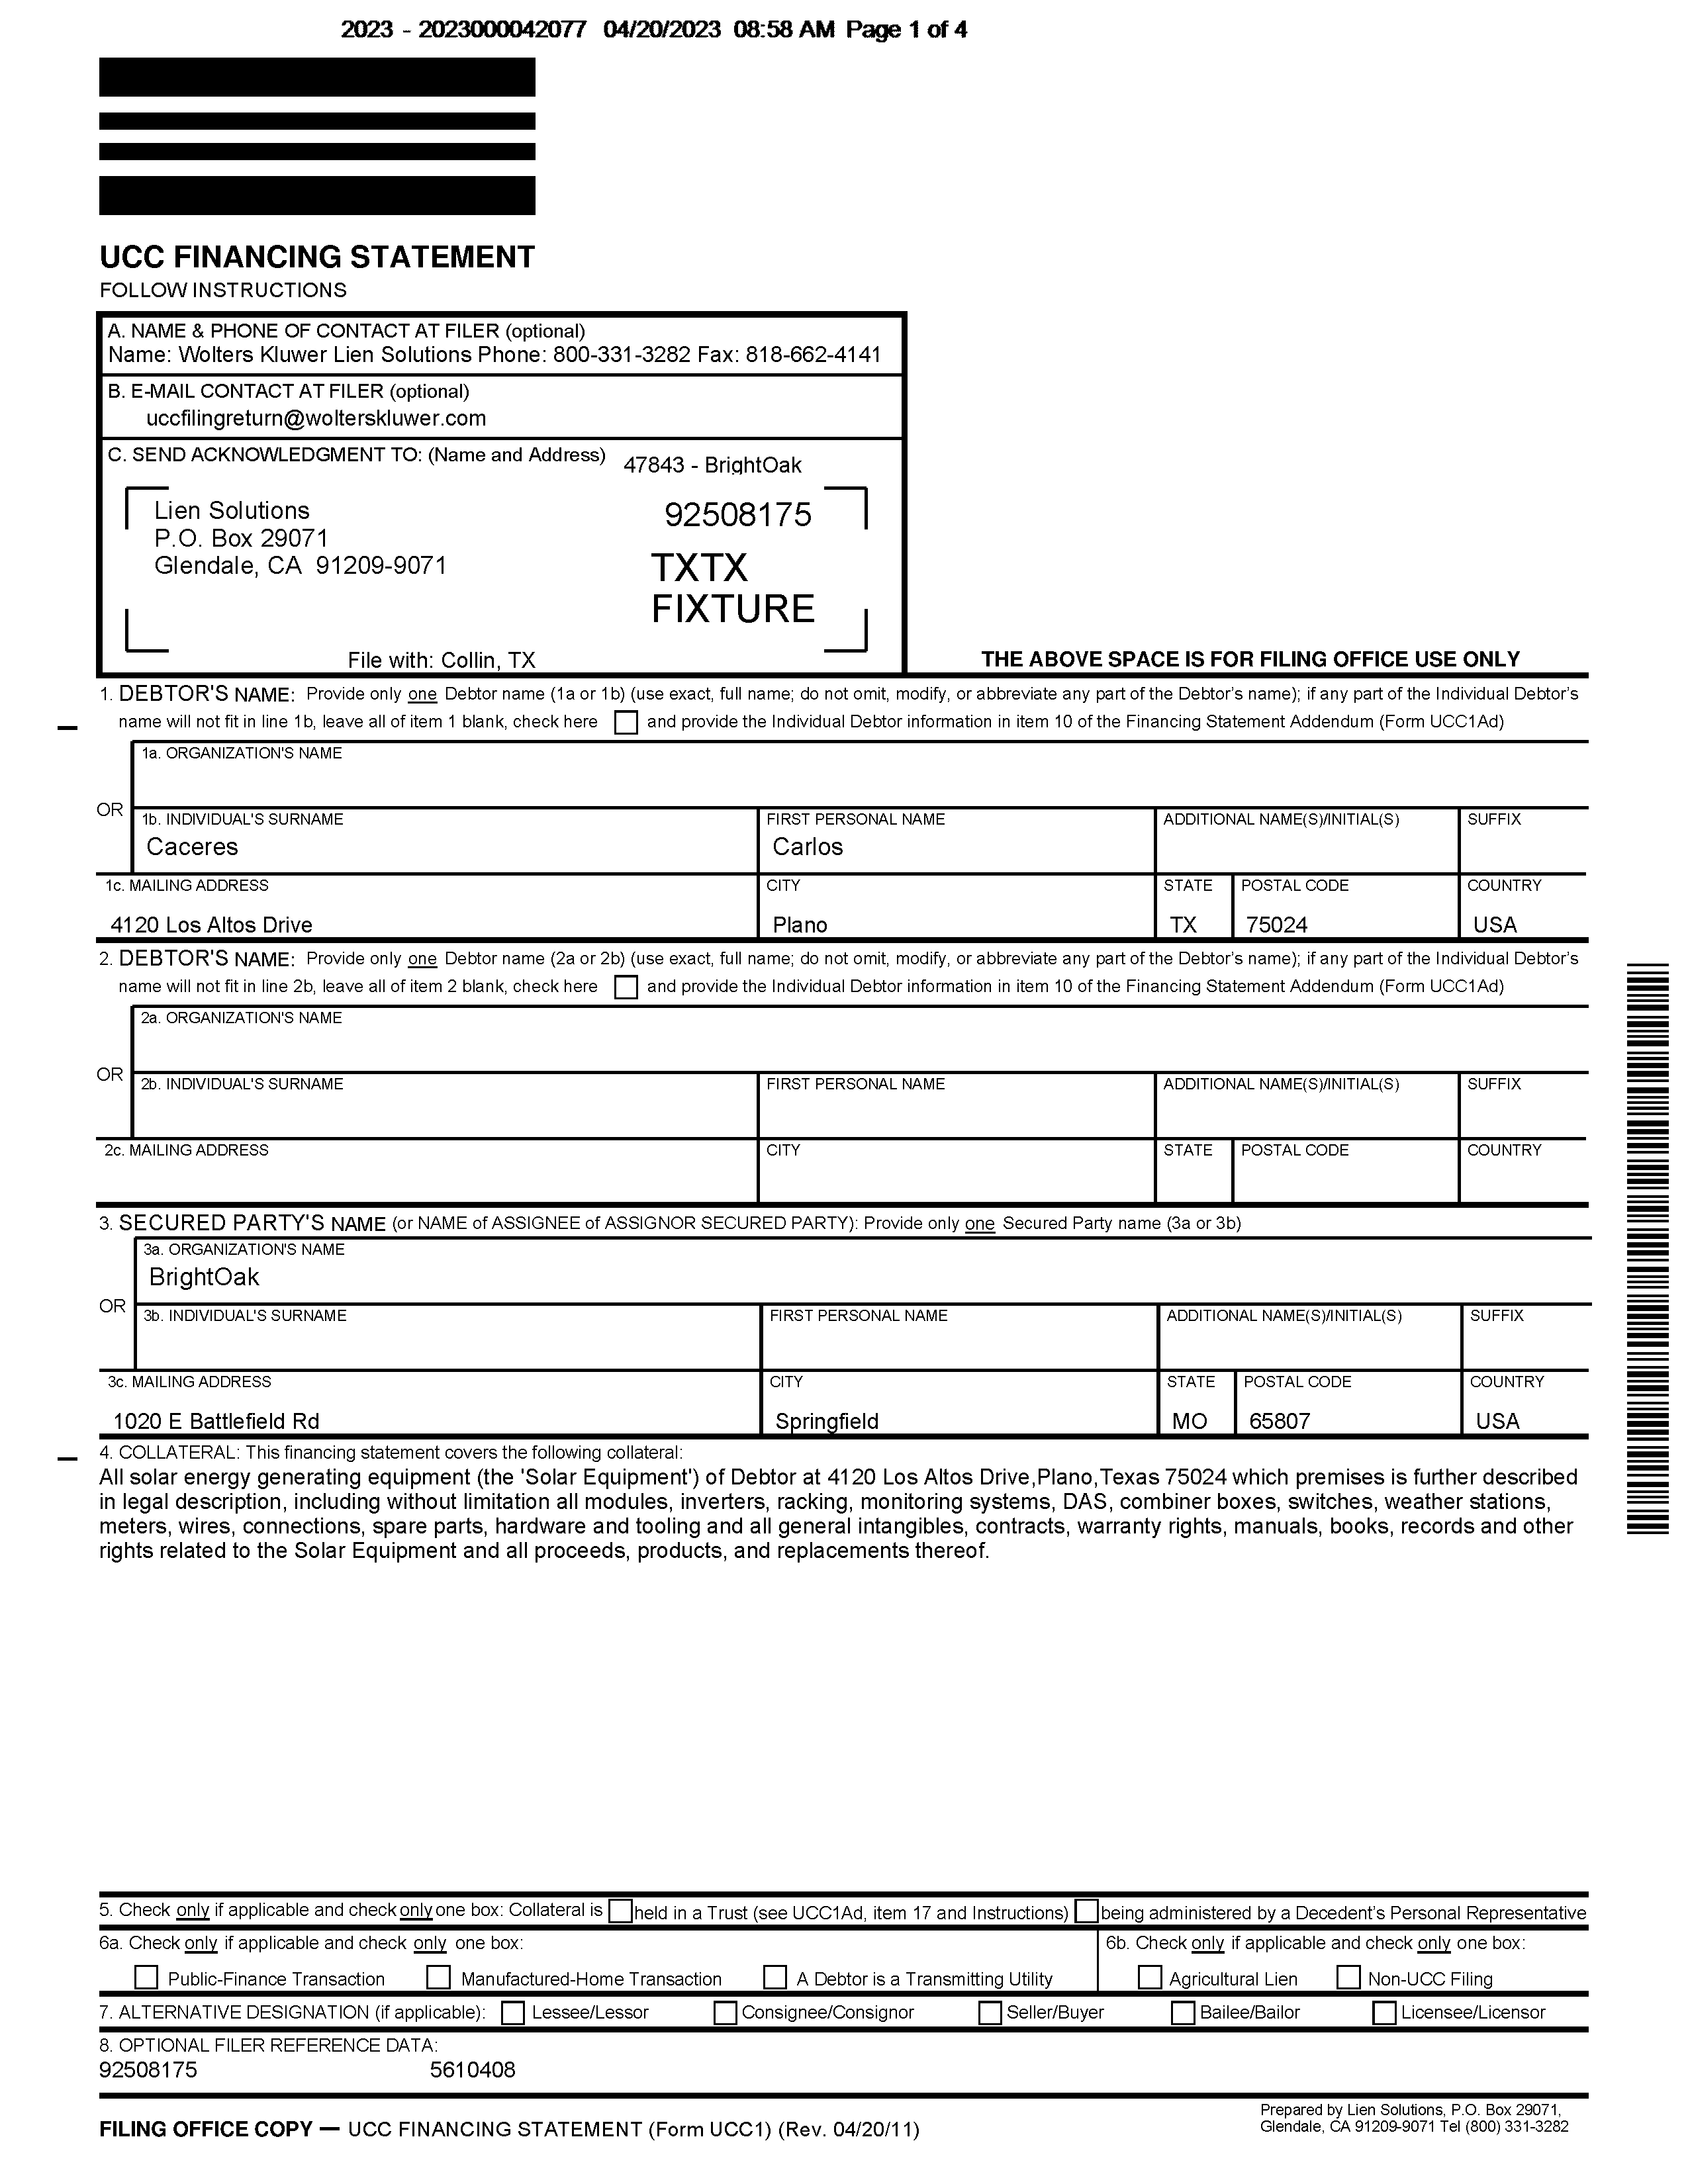 2023 - 2023000042077 04/20/2023 08:58 AM Page 1 of 4
UCC FINANCING STATEMENT
FOLLOW INSTRUCTIONS
A. NAME & PHONE OF CONTACT AT FILER (optional)
Name: Wolters Kluwer Lien Solutions Phone: 800-331-3282 Fax: 818-662-4141
B. E-MAIL CONTACT AT FILER (optional)
uccfilingreturn@wolterskluwer.com
C. SEND ACKNOWLEDGMENT TO: (Name and Address) 47843 - BrightOak
Lien Solutions 92508175
P.O. Box 29071
Glendale, CA 91209-9071 TXTX
FIXTURE
File with: Collin, TX
THE ABOVE SPACE IS FOR FILING OFFICE USE ONLY
1. DEBTOR'S NAME: Provide only one Debtor name (1a or 1b) (use exact, full name; do not omit, modify, or abbreviate any part of the Debtor's name); if any part of the Individual Debtor's
name will not fit in line 1b, leave all of item 1 blank, check here and provide the Individual Debtor information in item 10 of the Financing Statement Addendum (Form UCC1Ad)
1a. ORGANIZATION'S NAME
OR
1b. INDIVIDUAL'S SURNAME FIRST PERSONAL NAME ADDITIONAL NAME(S)/INITIAL(S) SUFFIX
Caceres Carlos
1c. MAILING ADDRESS CITY STATE POSTAL CODE COUNTRY
4120 Los Altos Drive Plano TX 75024 USA
2. DEBTOR'S NAME: Provide only one Debtor name (2a or 2b) (use exact, full name; do not omit, modify, or abbreviate any part of the Debtor's name); if any part of the Individual Debtor's
name will not fit in line 2b, leave all of item 2 blank, check here and provide the Individual Debtor information in item 10 of the Financing Statement Addendum (Form UCC1Ad)
2a. ORGANIZATION'S NAME
OR
2b. INDIVIDUAL'S SURNAME FIRST PERSONAL NAME ADDITIONAL NAME(S)/INITIAL(S) SUFFIX
2c. MAILING ADDRESS CITY STATE POSTAL CODE COUNTRY
3. SECURED PARTY'S NAME (or NAME of ASSIGNEE of ASSIGNOR SECURED PARTY): Provide only one Secured Party name (3a or 3b)
3a. ORGANIZATION'S NAME
BrightOak
OR
3b. INDIVIDUAL'S SURNAME FIRST PERSONAL NAME ADDITIONAL NAME(S)/INITIAL(S) SUFFIX
3c. MAILING ADDRESS CITY STATE POSTAL CODE COUNTRY
1020 E Battlefield Rd Springfield MO 65807 USA
4. COLLATERAL: This financing statement covers the following collateral:
All solar energy generating equipment (the 'Solar Equipment') of Debtor at 4120 Los Altos Drive,Plano,Texas 75024 which premises is further described
in legal description, including without limitation all modules, inverters, racking, monitoring systems, DAS, combiner boxes, switches, weather stations,
meters, wires, connections, spare parts, hardware and tooling and all general intangibles, contracts, warranty rights, manuals, books, records and other
rights related to the Solar Equipment and all proceeds, products, and replacements thereof.
5. Check only if applicable and check only one box: Collateral is held in a Trust (see UCC1Ad, item 17 and Instructions) being administered by a Decedent's Personal Representative
6a. Check only if applicable and check only one box: 6b. Check only if applicable and check only one box:
Public-Finance Transaction Manufactured-Home Transaction A Debtor is a Transmitting Utility Agricultural Lien Non-UCC Filing
7. ALTERNATIVE DESIGNATION (if applicable): Lessee/Lessor Consignee/Consignor Seller/Buyer Bailee/Bailor Licensee/Licensor
8. OPTIONAL FILER REFERENCE DATA:
92508175 5610408
FILING OFFICE COPY — UCC FINANCING STATEMENT (Form UCC1) (Rev. 04/20/11)
Prepared by Lien Solutions, P.O. Box 29071,
Glendale, CA 91209-9071 Tel (800) 331-3282